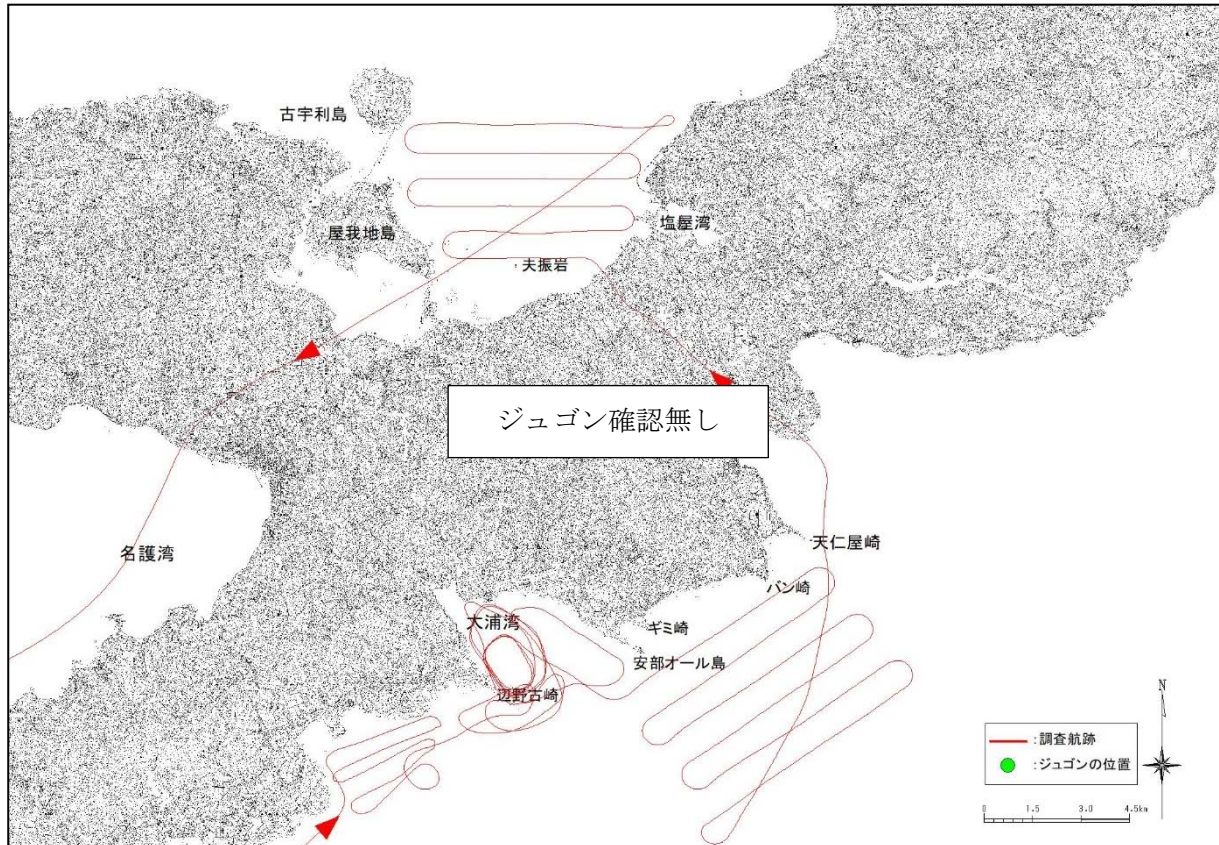 古宇利島
屋我地島
塩屋湾
夫振岩
ジュゴン確認無し
名護湾
天仁屋崎
バン崎
大浦湾
ギミ崎
安部オール島
辺野古崎
N
:調査航跡
:ジュゴンの位置
0 1.5 3.0 4.5km